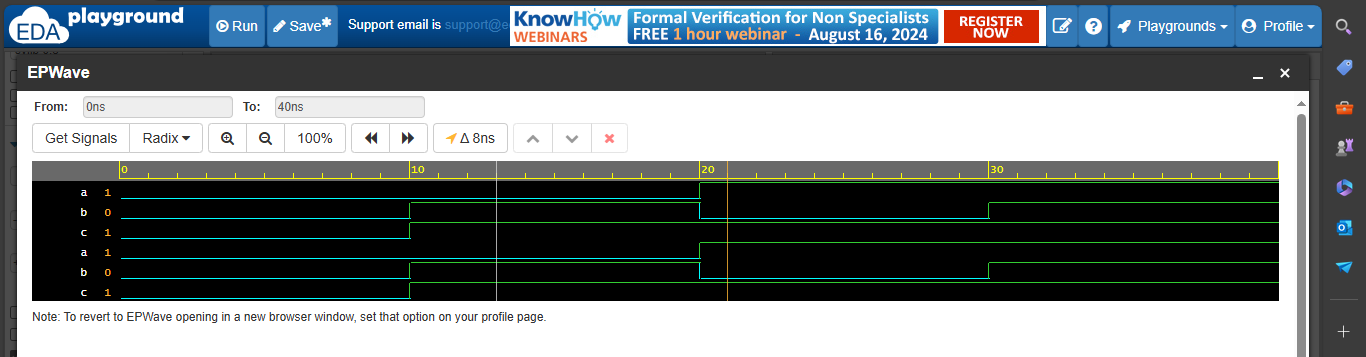 EDA playground
Run Save* Support email is support@e
KnowHow WEBINARS
Formal Verification for Non Specialists
FREE 1 hour webinar - August 16, 2024
REGISTER NOW
? Playgrounds Profile
EPWave
From: 0ns To: 40ns
Get Signals Radix 100% Δ 8ns
0 10 20 30
a 1
b 0
c 1
a 1
b 0
c 1
Note: To revert to EPWave opening in a new browser window, set that option on your profile page.